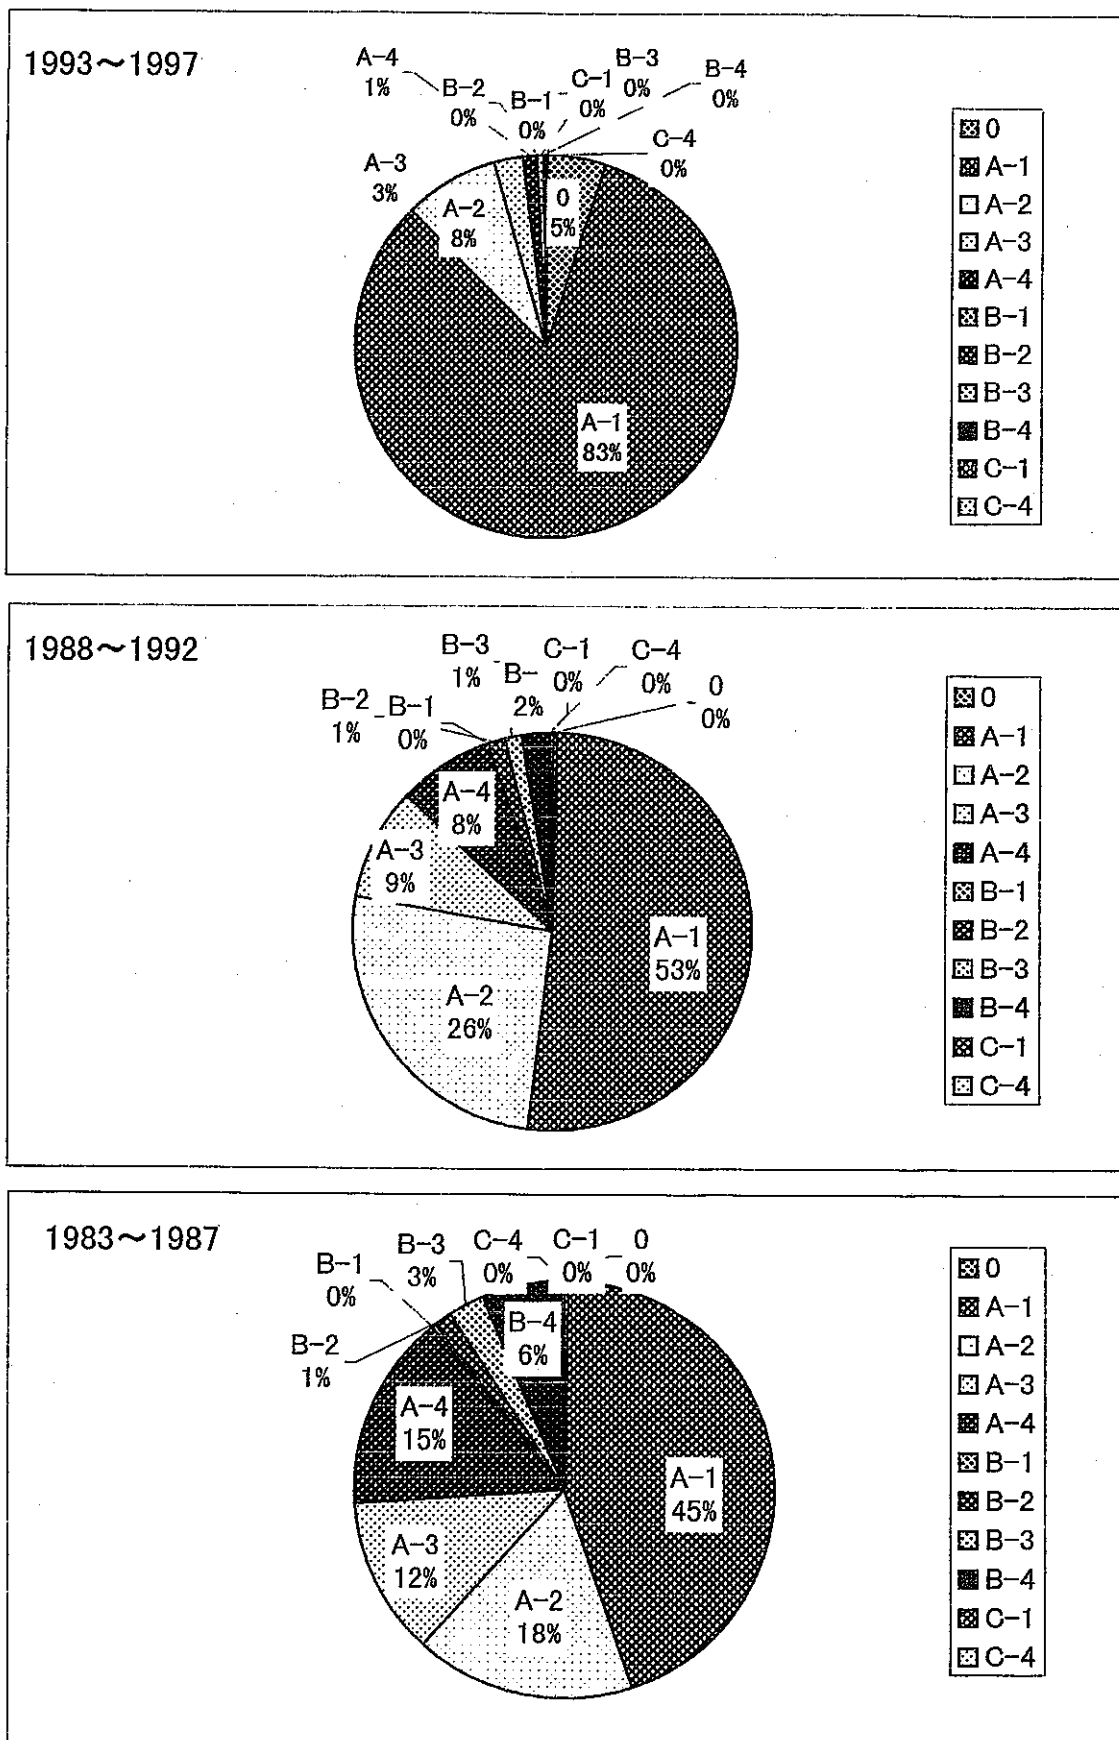 1993～1997
A-4
1%
B-2
0%
B-1
0%
C-1
0%
B-3
0%
B-4
0%
C-4
0%
A-3
3%
A-2
8%
0
5%
A-1
83%
0
A-1
A-2
A-3
A-4
B-1
B-2
B-3
B-4
C-1
C-4
1988～1992
B-3
1%
B-
2%
C-1
0%
C-4
0%
0
0%
B-2
1%
B-1
0%
A-4
8%
A-3
9%
A-2
26%
A-1
53%
0
A-1
A-2
A-3
A-4
B-1
B-2
B-3
B-4
C-1
C-4
1983～1987
B-1
0%
B-3
3%
C-4
0%
C-1
0%
0
0%
B-2
1%
B-4
6%
A-4
15%
A-3
12%
A-2
18%
A-1
45%
0
A-1
A-2
A-3
A-4
B-1
B-2
B-3
B-4
C-1
C-4